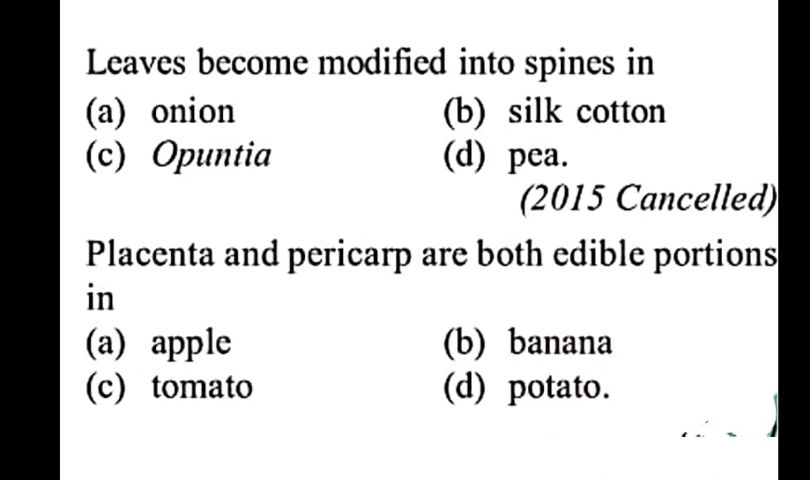 Leaves become modified into spines in
(a) onion (b) silk cotton
(c) Opuntia (d) pea.
(2015 Cancelled)
Placenta and pericarp are both edible portions
in
(a) apple (b) banana
(c) tomato (d) potato.